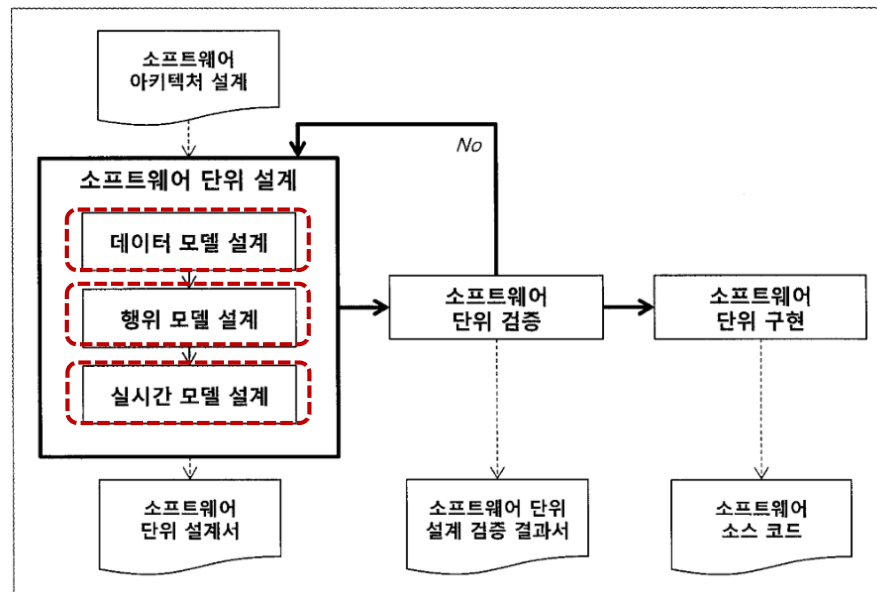 소프트웨어
아키텍처 설계
No
소프트웨어 단위 설계
데이터 모델 설계
행위 모델 설계
실시간 모델 설계
소프트웨어
단위 검증
소프트웨어
단위 구현
소프트웨어
단위 설계서
소프트웨어 단위
설계 검증 결과서
소프트웨어
소스 코드